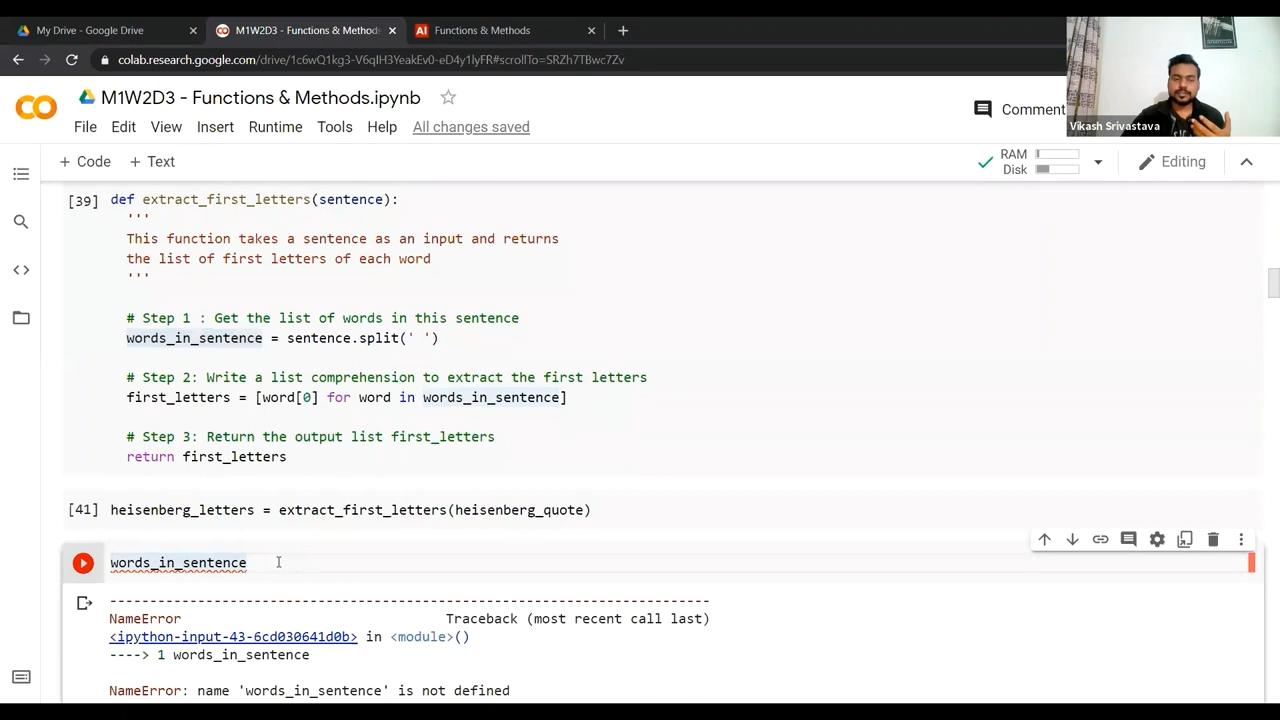 My Drive - Google Drive
M1W2D3 - Functions & Methods
Functions & Methods
colab.research.google.com/drive/1c6wQ1kg3-V6qIH3YeakEv0-eD4y1lyFR#scrollTo=SRZh7TBwc7Zv
M1W2D3 - Functions & Methods.ipynb
File Edit View Insert Runtime Tools Help All changes saved
Comment
Vikash Srivastava
+ Code + Text
RAM
Disk
Editing
[39] def extract_first_letters(sentence):
'''
This function takes a sentence as an input and returns
the list of first letters of each word
'''
# Step 1 : Get the list of words in this sentence
words_in_sentence = sentence.split(' ')
# Step 2: Write a list comprehension to extract the first letters
first_letters = [word[0] for word in words_in_sentence]
# Step 3: Return the output list first_letters
return first_letters
[41] heisenberg_letters = extract_first_letters(heisenberg_quote)
words_in_sentence
---------------------------------------------------------------------------
NameError Traceback (most recent call last)
<ipython-input-43-6cd030641d0b> in <module>()
----> 1 words_in_sentence
NameError: name 'words_in_sentence' is not defined